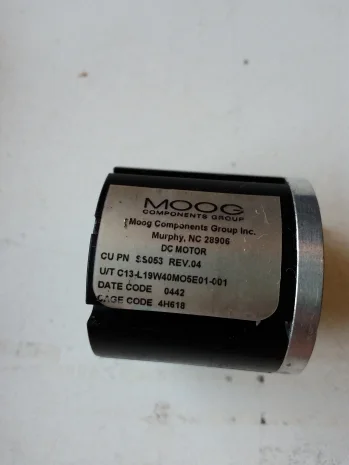 MOOG
COMPONENTS GROUP
Moog Components Group Inc.
Murphy, NC 28906
DC MOTOR
CU PN SS053 REV.04
U/T C13-L19W40MO5E01-001
DATE CODE 0442
CAGE CODE 4H618